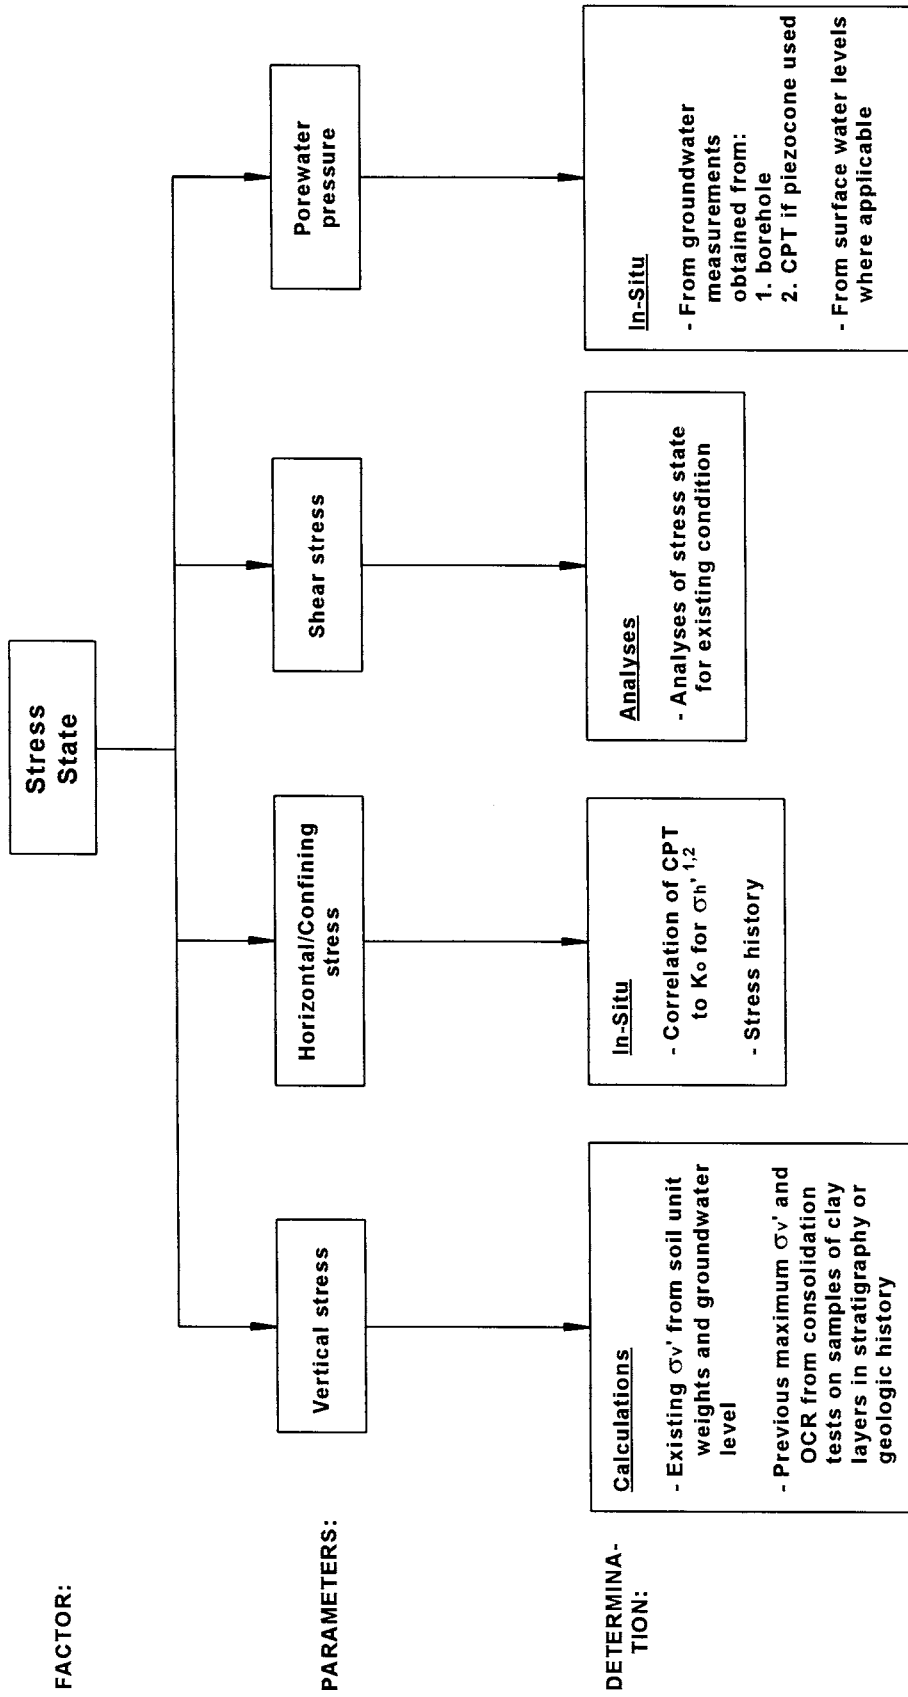 FACTOR:
Stress
State
PARAMETERS:
Vertical stress
Horizontal/Confining
stress
Shear stress
Porewater
pressure
DETERMINA-
TION:
Calculations
- Existing σv' from soil unit
weights and groundwater
level
- Previous maximum σv' and
OCR from consolidation
tests on samples of clay
layers in stratigraphy or
geologic history
In-Situ
- Correlation of CPT
to Ko for σh' 1,2
- Stress history
Analyses
- Analyses of stress state
for existing condition
In-Situ
- From groundwater
measurements
obtained from:
1. borehole
2. CPT if piezocone used
- From surface water levels
where applicable